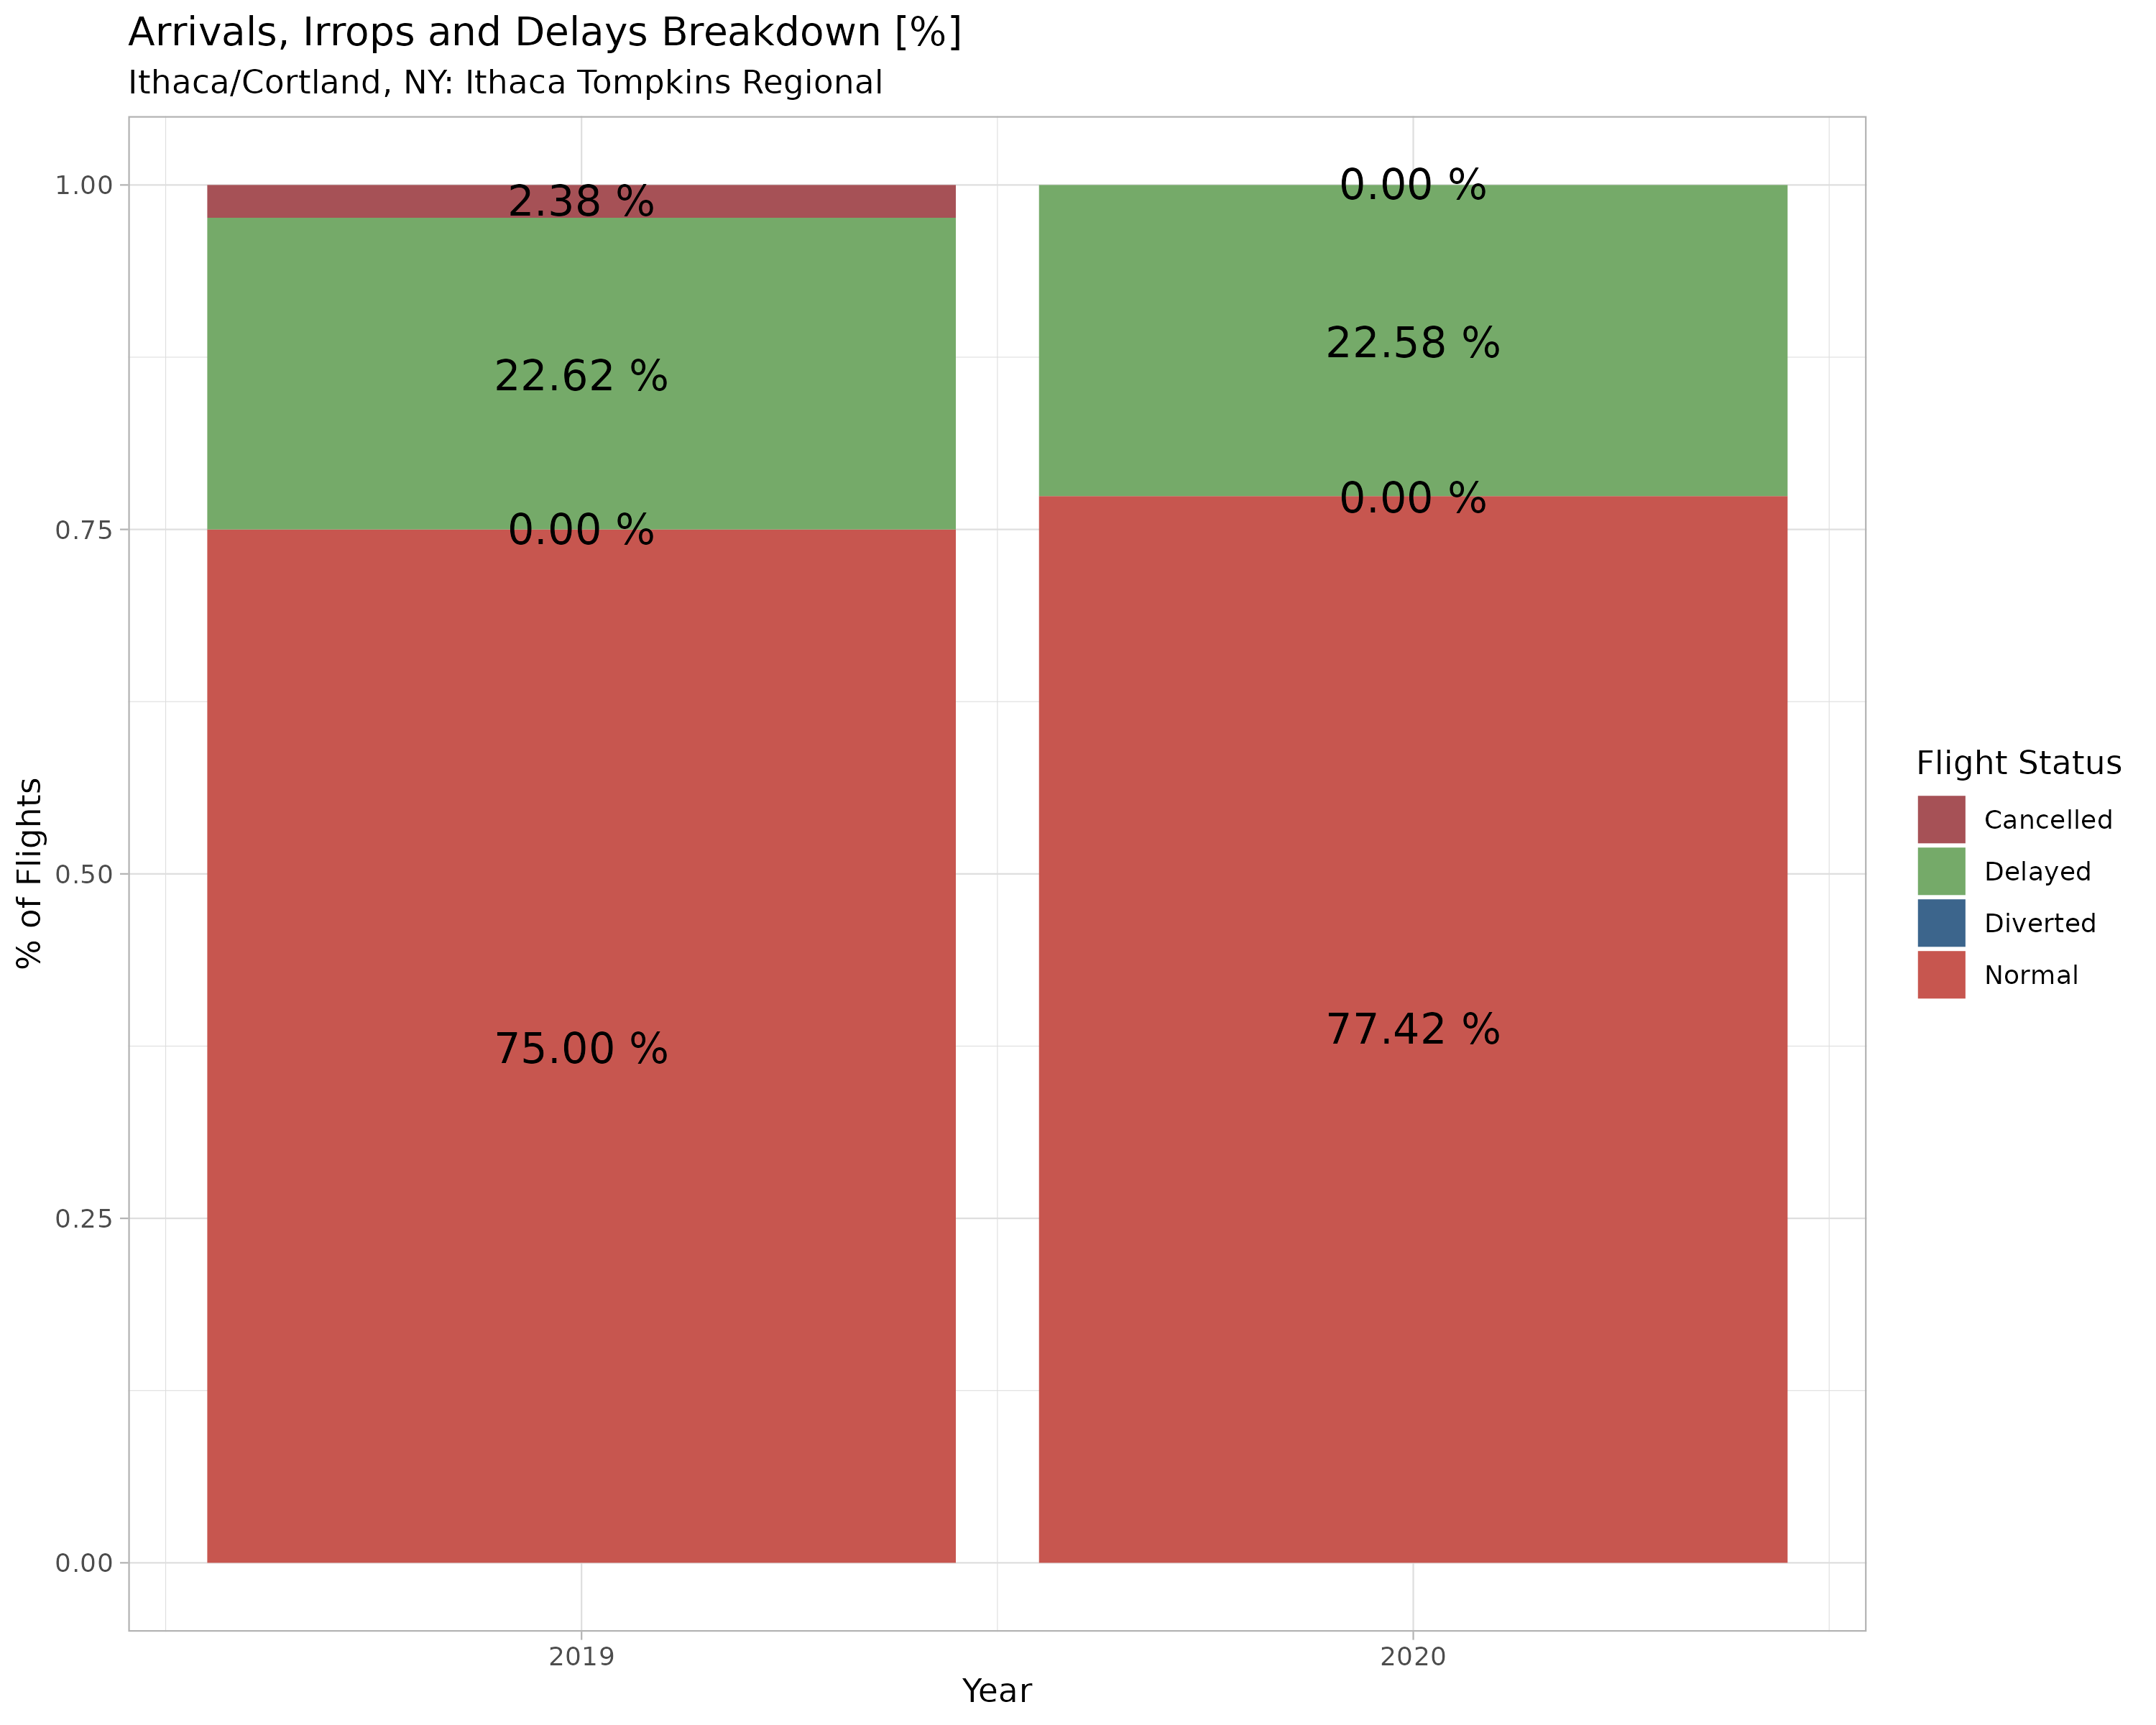 Arrivals, Irrops and Delays Breakdown [%]
Ithaca/Cortland, NY: Ithaca Tompkins Regional
% of Flights
1.00
0.75
0.50
0.25
0.00
2.38 %
22.62 %
0.00 %
75.00 %
0.00 %
22.58 %
0.00 %
77.42 %
2019
2020
Year
Flight Status
Cancelled
Delayed
Diverted
Normal